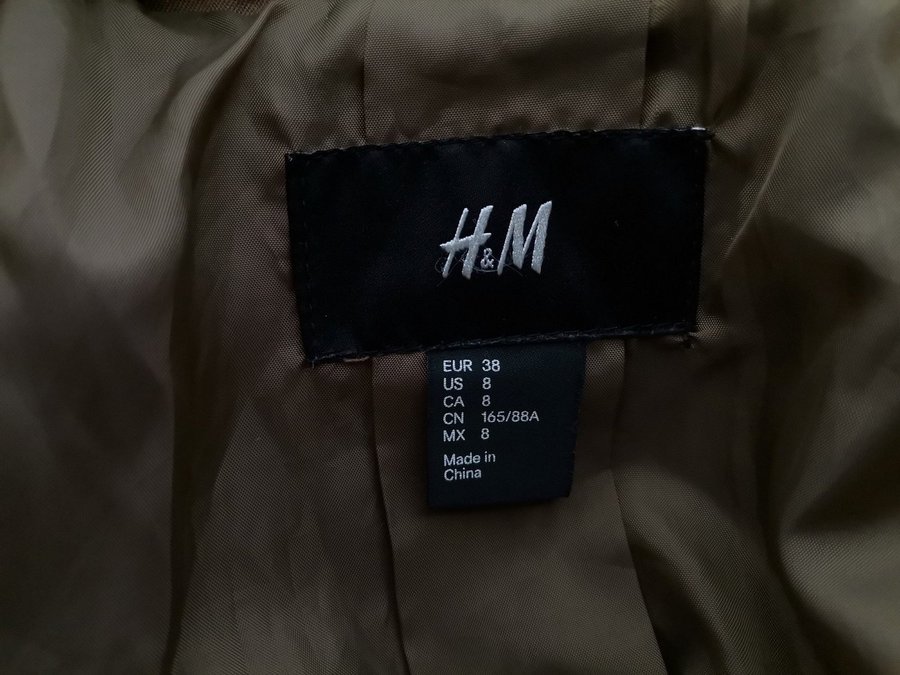 H&M
EUR 38
US 8
CA 8
CN 165/88A
MX 8
Made in
China